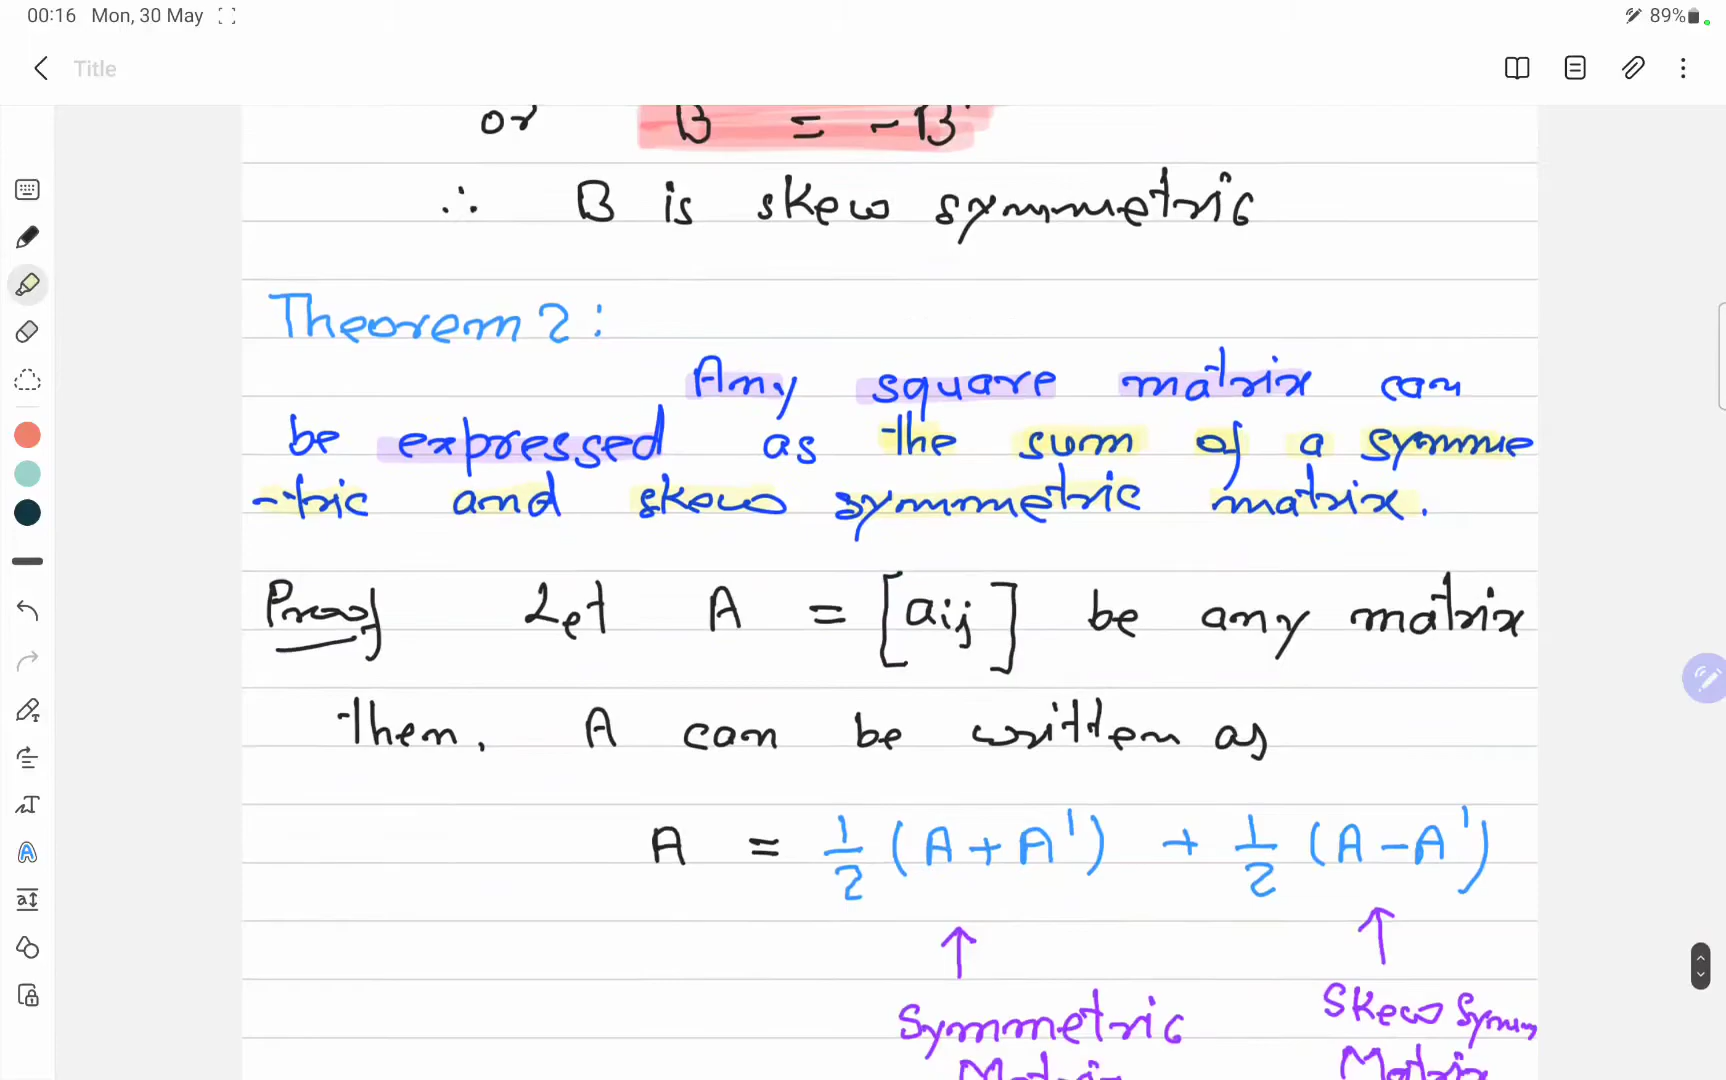 00:16 Mon, 30 May 89%
Title
or B = -B'
∴ B is skew symmetric
Theorem 2:
Any square matrix can
be expressed as the sum of a symme
-tric and skew symmetric matrix.
Proof Let A = [aij] be any matrix
Then, A can be written as
A = 1/2 (A + A') + 1/2 (A - A')
↑ ↑
Symmetric Skew Symm
Matrix Matrix